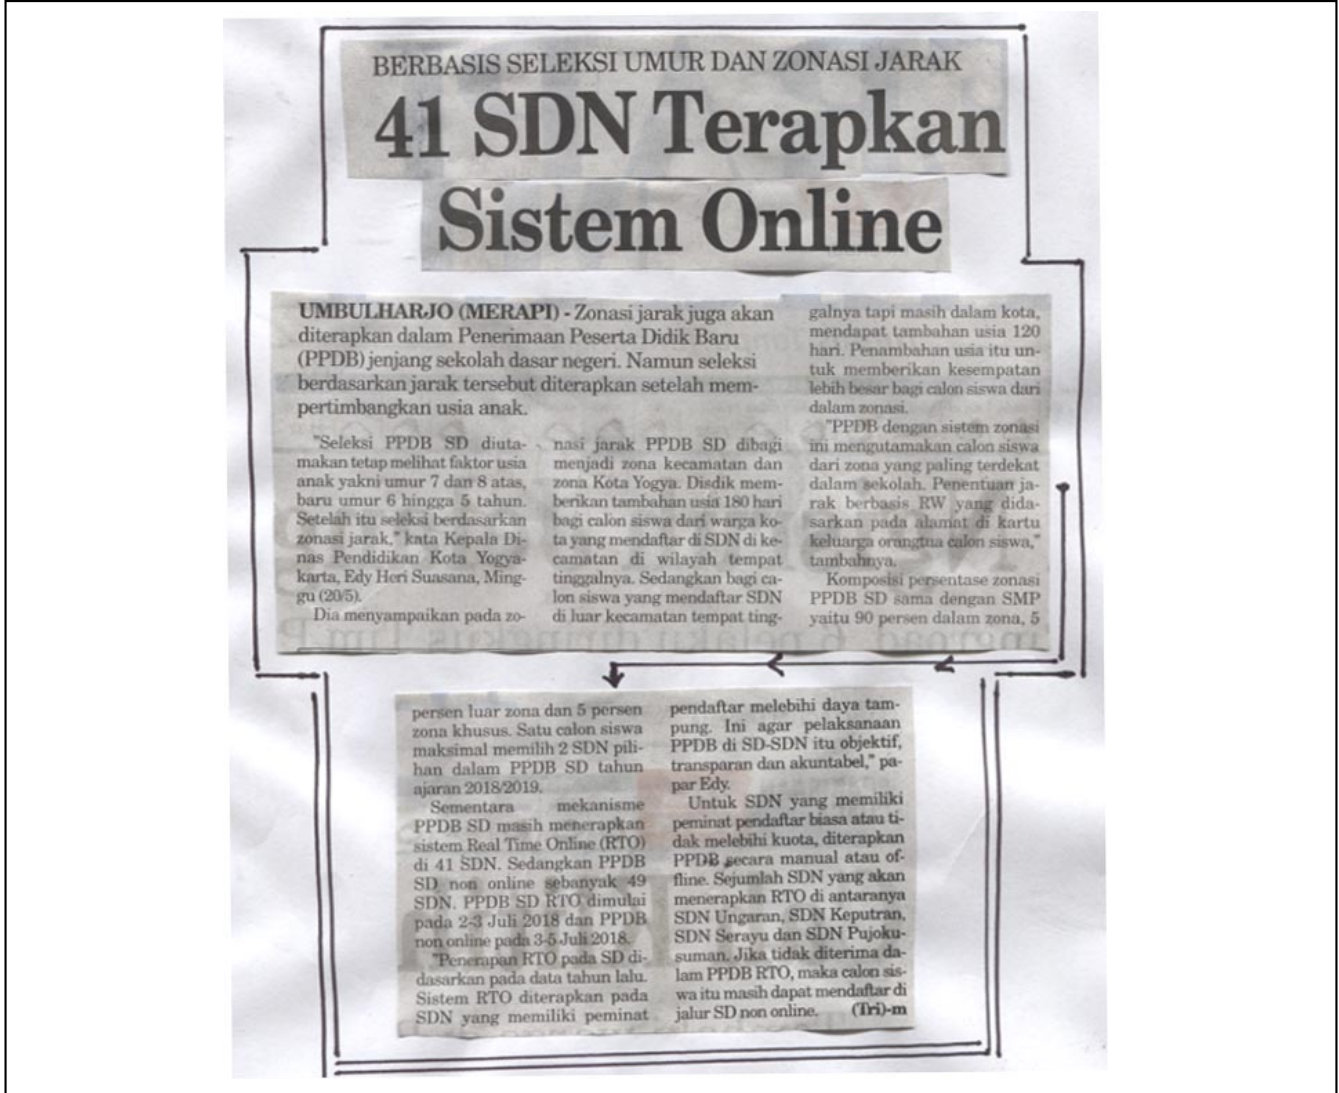 BERBASIS SELEKSI UMUR DAN ZONASI JARAK
41 SDN Terapkan
Sistem Online
UMBULHARJO (MERAPI) - Zonasi jarak juga akan
diterapkan dalam Penerimaan Peserta Didik Baru
(PPDB) jenjang sekolah dasar negeri. Namun seleksi
berdasarkan jarak tersebut diterapkan setelah mem-
pertimbangkan usia anak.
"Seleksi PPDB SD diuta-
makan tetap melihat faktor usia
anak yakni umur 7 dan 8 atas,
baru umur 6 hingga 5 tahun.
Setelah itu seleksi berdasarkan
zonasi jarak," kata Kepala Di-
nas Pendidikan Kota Yogya-
karta, Edy Heri Suasana, Ming-
gu (20/5).
Dia menyampaikan pada zo-
nasi jarak PPDB SD dibagi
menjadi zona kecamatan dan
zona Kota Yogya. Disdik mem-
berikan tambahan usia 180 hari
bagi calon siswa dari warga ko-
ta yang mendaftar di SDN di ke-
camatan di wilayah tempat
tinggalnya. Sedangkan bagi ca-
lon siswa yang mendaftar SDN
di luar kecamatan tempat ting-
galnya tapi masih dalam kota,
mendapat tambahan usia 120
hari. Penambahan usia itu un-
tuk memberikan kesempatan
lebih besar bagi calon siswa dari
dalam zonasi.
"PPDB dengan sistem zonasi
ini mengutamakan calon siswa
dari zona yang paling terdekat
dalam sekolah. Penentuan ja-
rak berbasis RW yang dida-
sarkan pada alamat di kartu
keluarga orangtua calon siswa,"
tambahnya.
Komposisi persentase zonasi
PPDB SD sama dengan SMP
yaitu 90 persen dalam zona, 5
persen luar zona dan 5 persen
zona khusus. Satu calon siswa
maksimal memilih 2 SDN pili-
han dalam PPDB SD tahun
ajaran 2018/2019.
Sementara mekanisme
PPDB SD masih menerapkan
sistem Real Time Online (RTO)
di 41 SDN. Sedangkan PPDB
SD non online sebanyak 49
SDN. PPDB SD RTO dimulai
pada 2-3 Juli 2018 dan PPDB
non online pada 3-5 Juli 2018.
"Penerapan RTO pada SD di-
dasarkan pada data tahun lalu.
Sistem RTO diterapkan pada
SDN yang memiliki peminat
pendaftar melebihi daya tam-
pung. Ini agar pelaksanaan
PPDB di SD-SDN itu objektif,
transparan dan akuntabel," pa-
par Edy.
Untuk SDN yang memiliki
peminat pendaftar biasa atau ti-
dak melebihi kuota, diterapkan
PPDB secara manual atau of-
fline. Sejumlah SDN yang akan
menerapkan RTO di antaranya
SDN Ungaran, SDN Keputran,
SDN Serayu dan SDN Pujoku-
suman. Jika tidak diterima da-
lam PPDB RTO, maka calon sis-
wa itu masih dapat mendaftar di
jalur SD non online. (Tri)-m